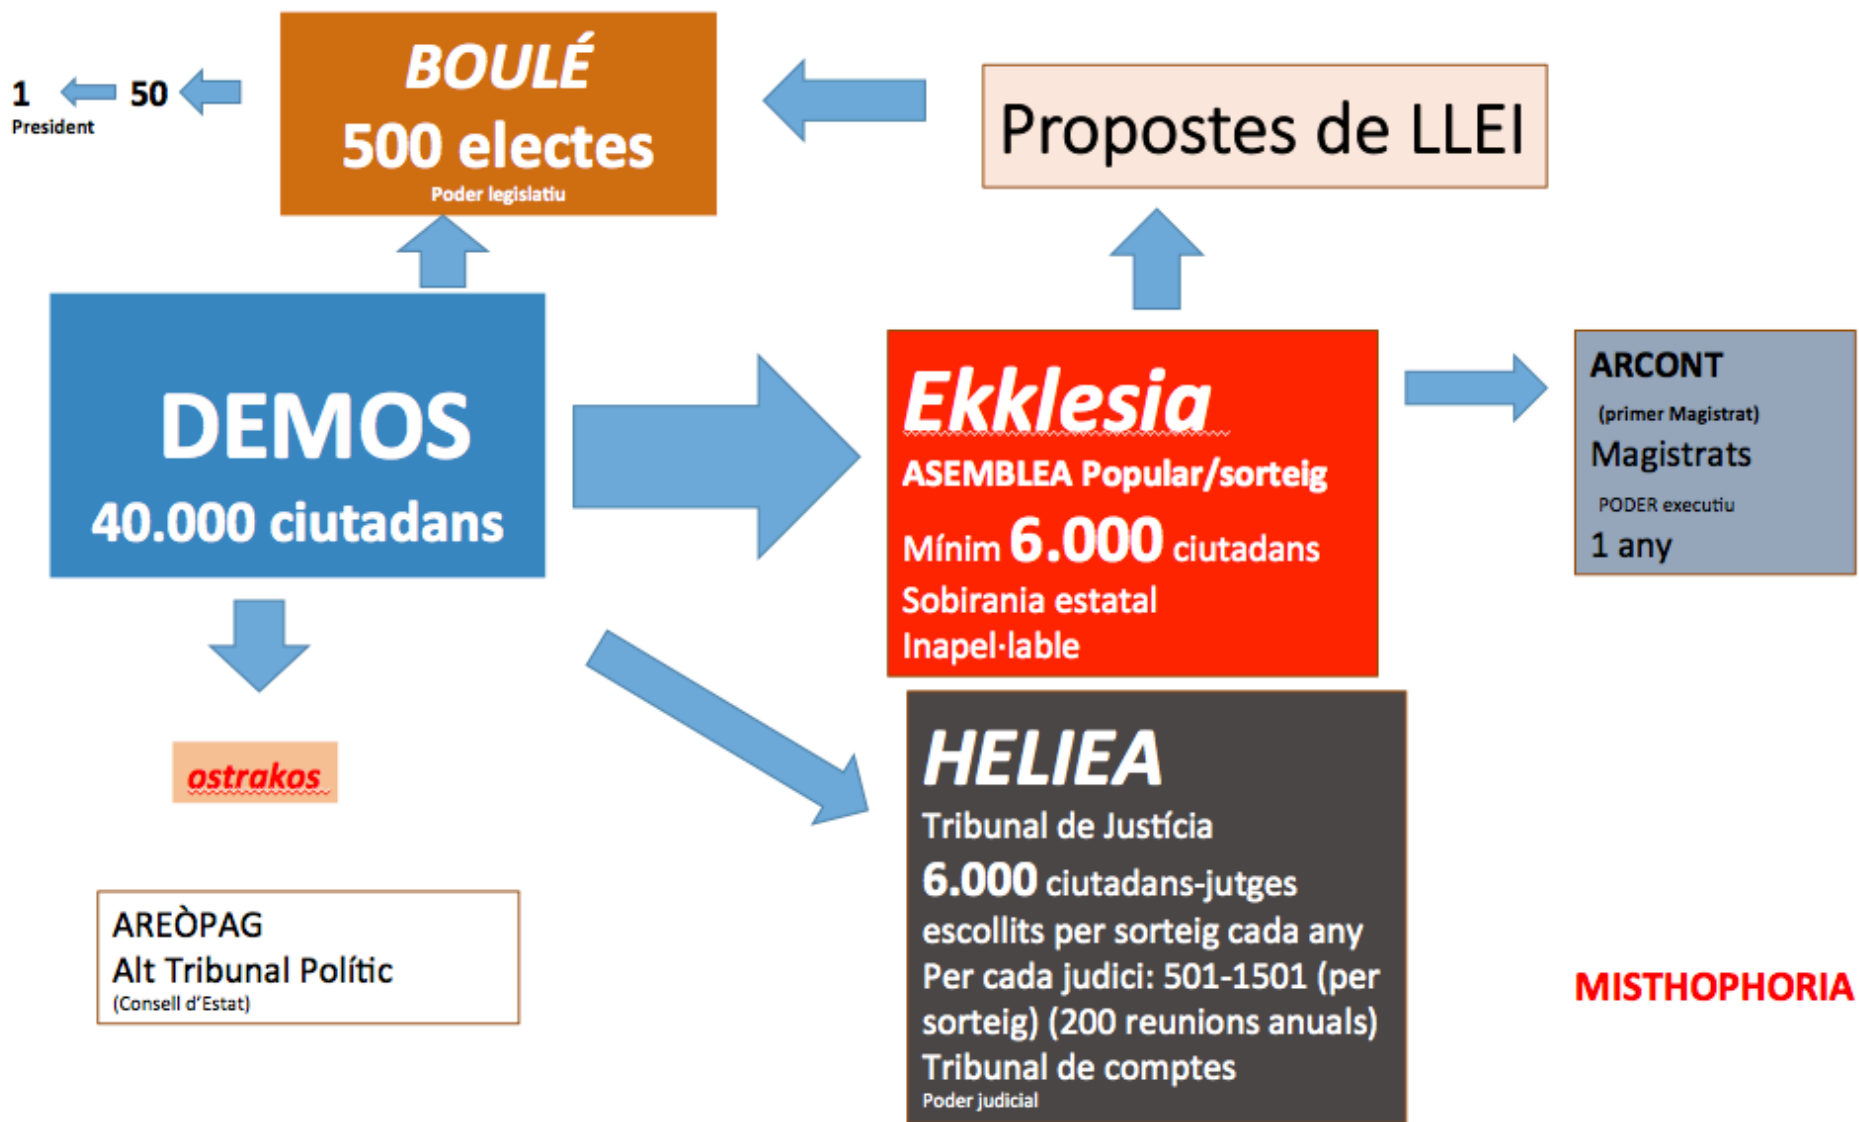 BOULÉ
500 electes
Poder legislatiu
1
President
50
Propostes de LLEI
DEMOS
40.000 ciutadans
Ekklesia
ASEMBLEA Popular/sorteig
Mínim 6.000 ciutadans
Sobirania estatal
Inapel·lable
ARCONT
(primer Magistrat)
Magistrats
PODER executiu
1 any
ostrakos
HELIEA
Tribunal de Justícia
6.000 ciutadans-jutges
escollits per sorteig cada any
Per cada judici: 501-1501 (per
sorteig) (200 reunions anuals)
Tribunal de comptes
Poder judicial
AREÒPAG
Alt Tribunal Polític
(Consell d'Estat)
MISTHOPHORIA